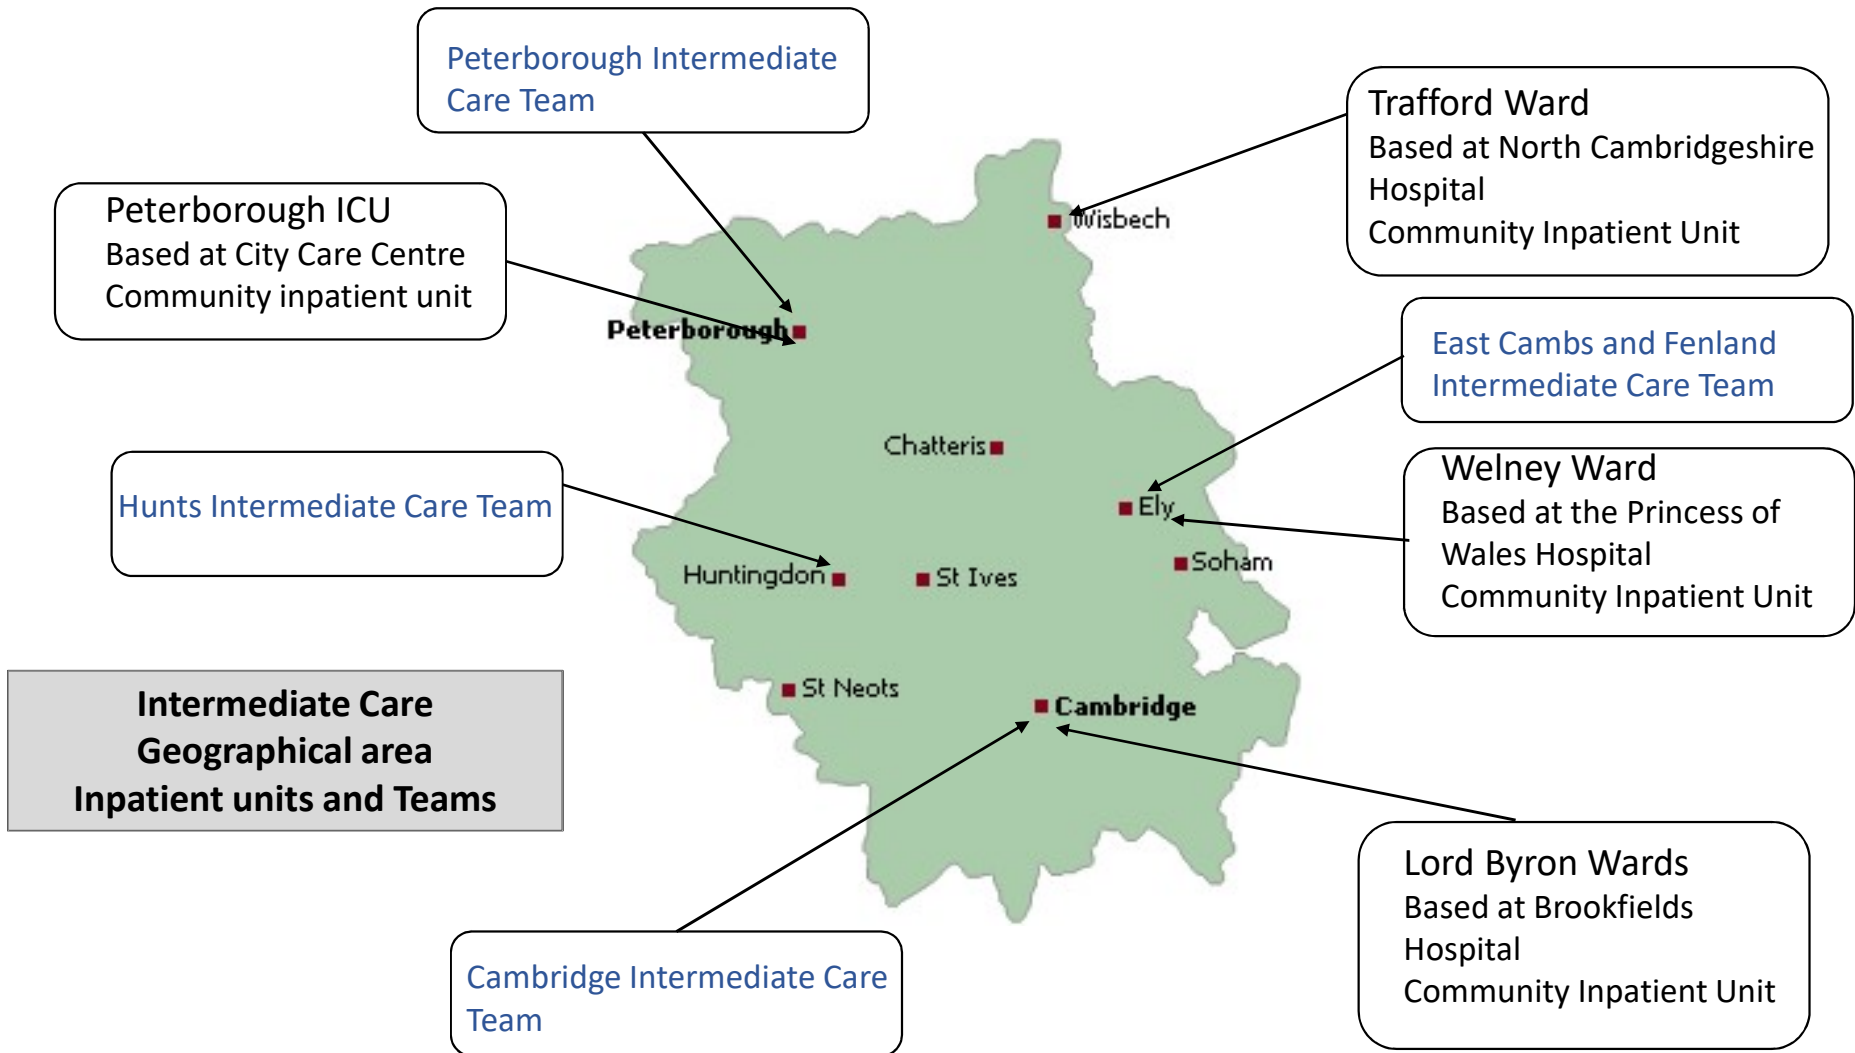 Peterborough Intermediate
Care Team
Trafford Ward
Based at North Cambridgeshire
Hospital
Community Inpatient Unit
Peterborough ICU
Based at City Care Centre
Community inpatient unit
Wisbech
Peterborough
East Cambs and Fenland
Intermediate Care Team
Chatteris
Hunts Intermediate Care Team
Ely
Welney Ward
Based at the Princess of
Wales Hospital
Community Inpatient Unit
Huntingdon
St Ives
Soham
Intermediate Care
Geographical area
Inpatient units and Teams
St Neots
Cambridge
Lord Byron Wards
Based at Brookfields
Hospital
Community Inpatient Unit
Cambridge Intermediate Care
Team